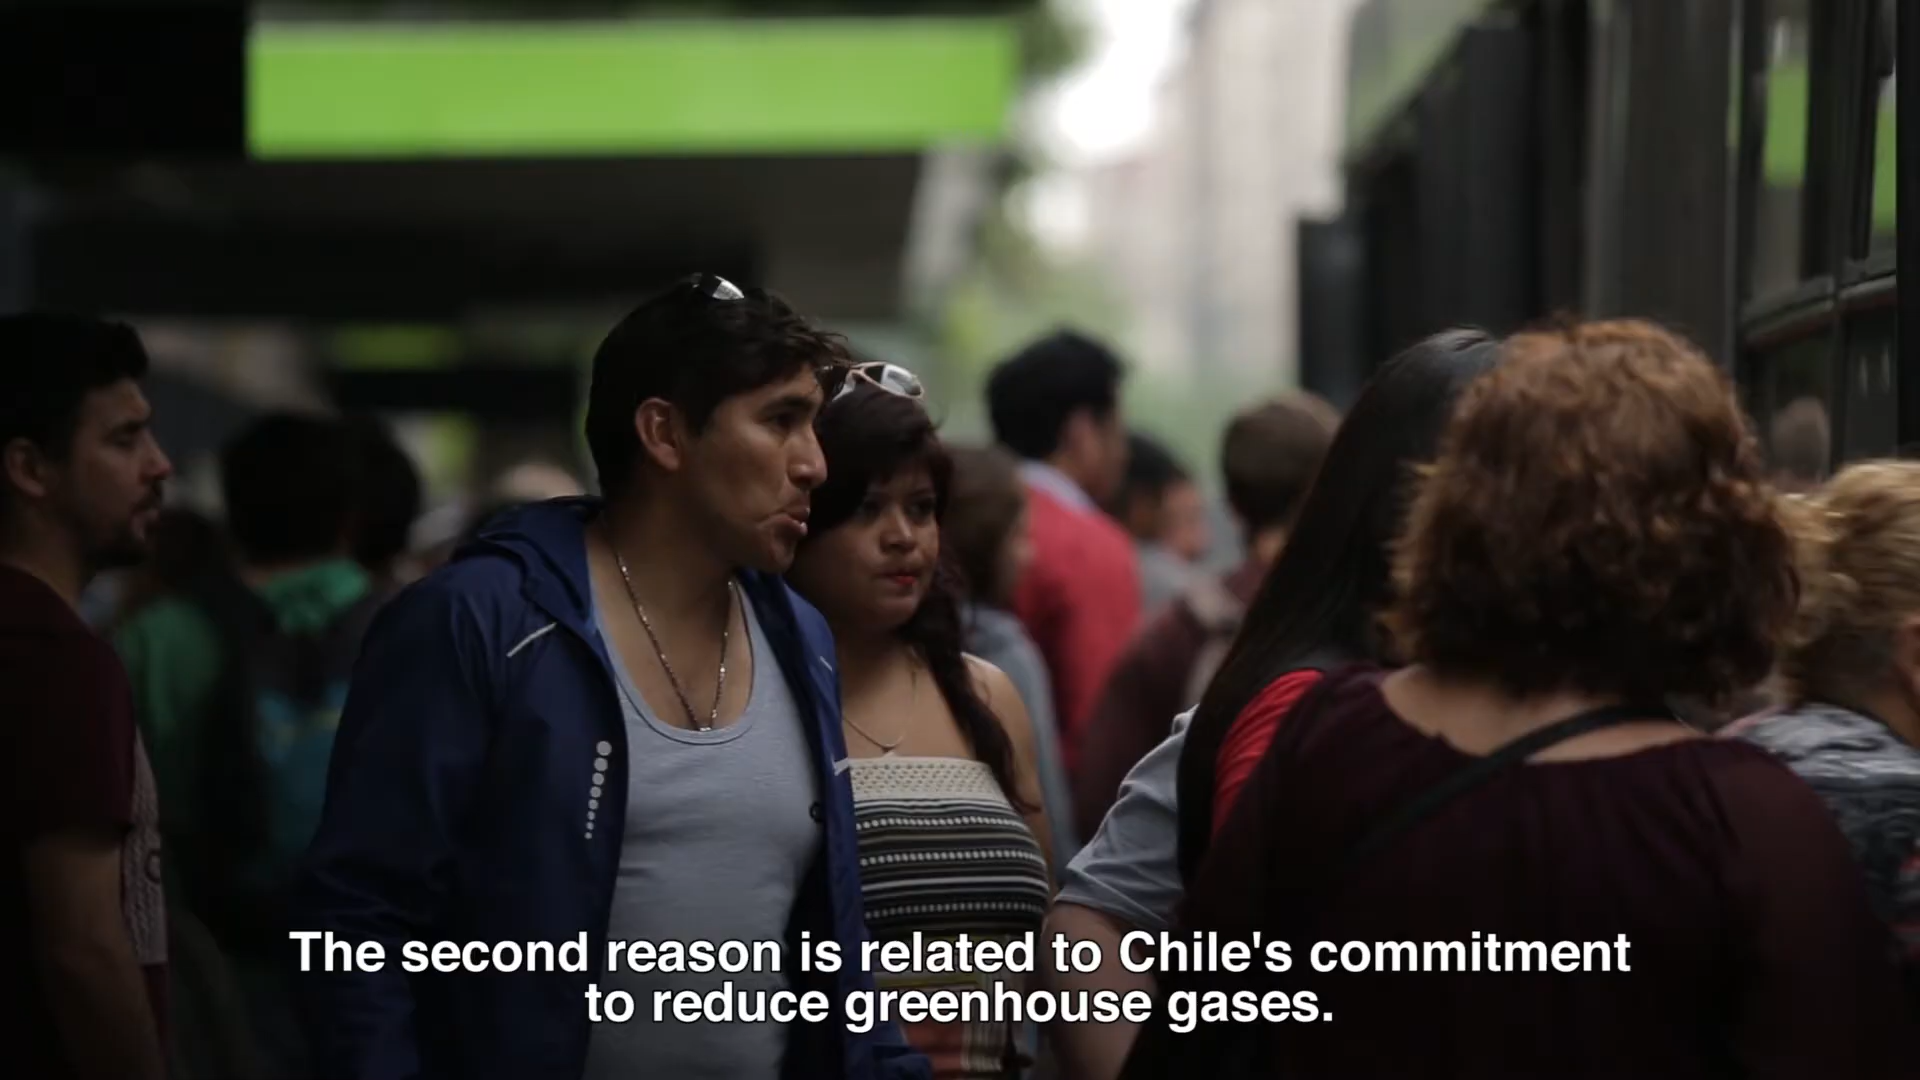 The second reason is related to Chile's commitment
to reduce greenhouse gases.